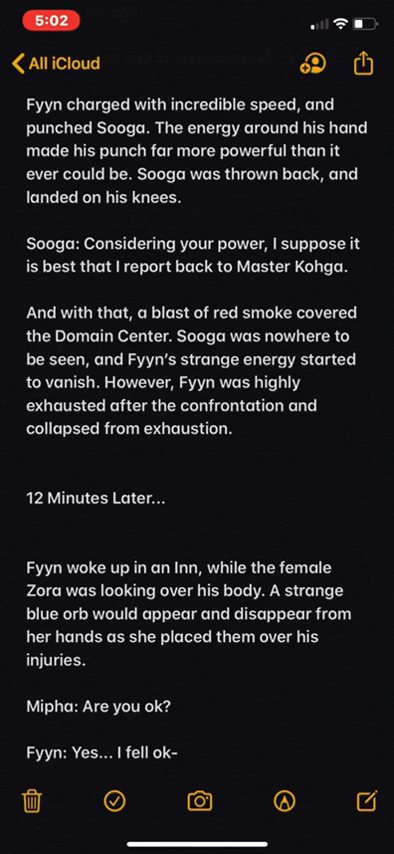 5:02
All iCloud
Fyyn charged with incredible speed, and
punched Sooga. The energy around his hand
made his punch far more powerful than it
ever could be. Sooga was thrown back, and
landed on his knees.
Sooga: Considering your power, I suppose it
is best that I report back to Master Kohga.
And with that, a blast of red smoke covered
the Domain Center. Sooga was nowhere to
be seen, and Fyyn’s strange energy started
to vanish. However, Fyyn was highly
exhausted after the confrontation and
collapsed from exhaustion.
12 Minutes Later...
Fyyn woke up in an Inn, while the female
Zora was looking over his body. A strange
blue orb would appear and disappear from
her hands as she placed them over his
injuries.
Mipha: Are you ok?
Fyyn: Yes... I fell ok-